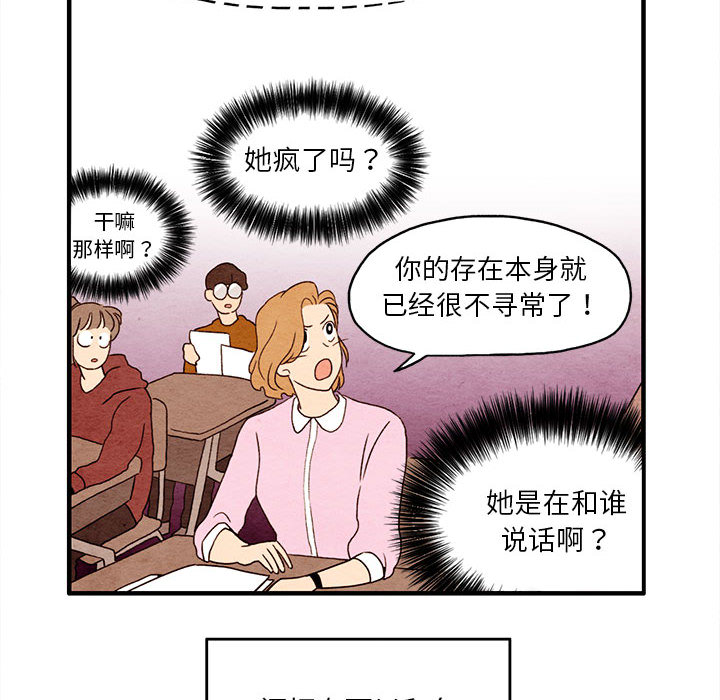 她疯了吗？
干嘛
那样啊？
你的存在本身就
已经很不寻常了！
她是在和谁
说话啊？